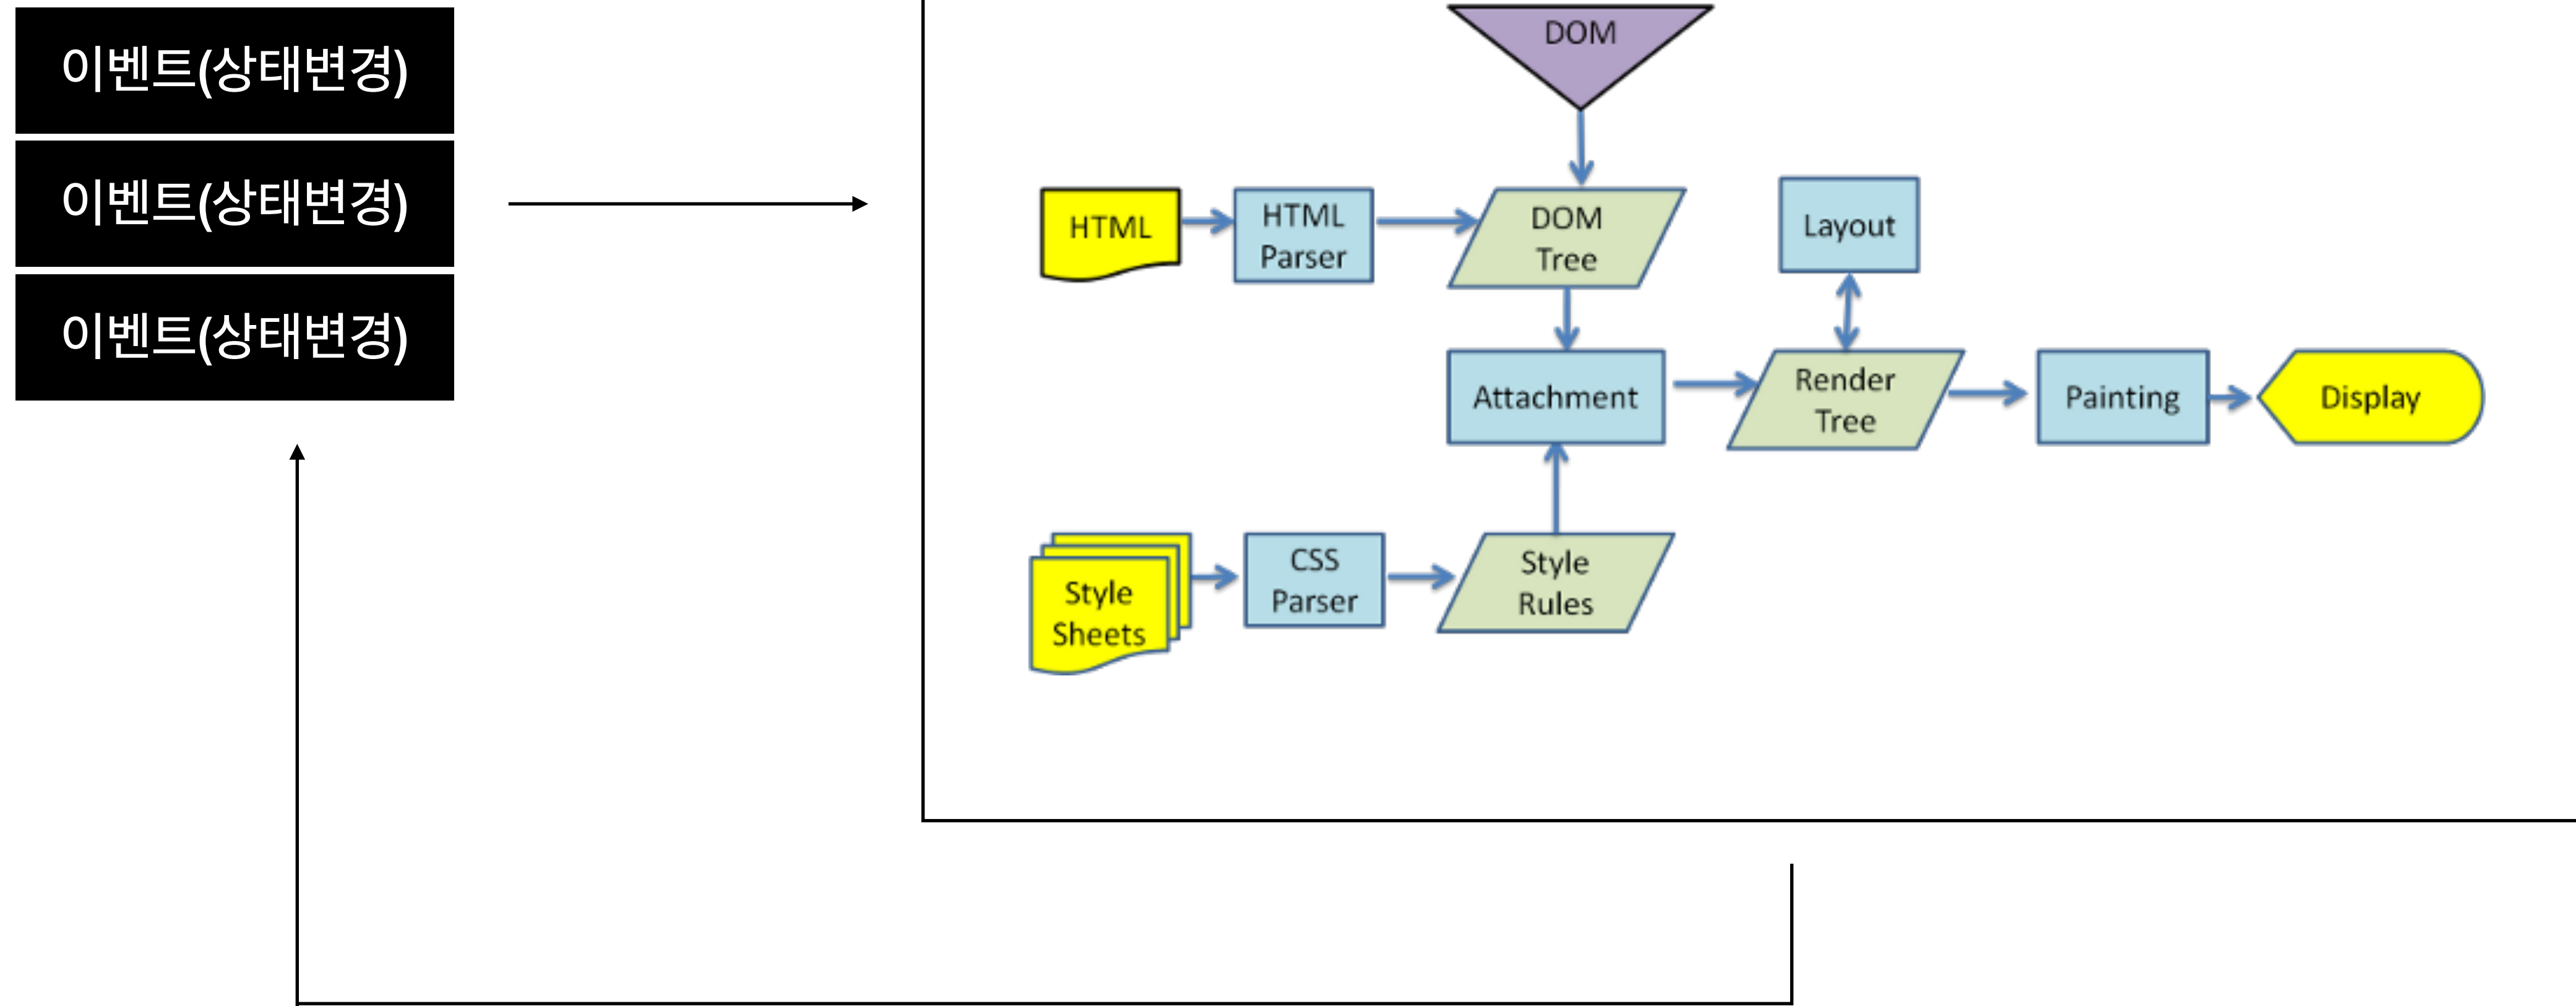 이벤트(상태변경)
이벤트(상태변경)
이벤트(상태변경)
DOM
HTML
HTML
Parser
DOM
Tree
Layout
Attachment
Render
Tree
Painting
Display
Style
Sheets
CSS
Parser
Style
Rules